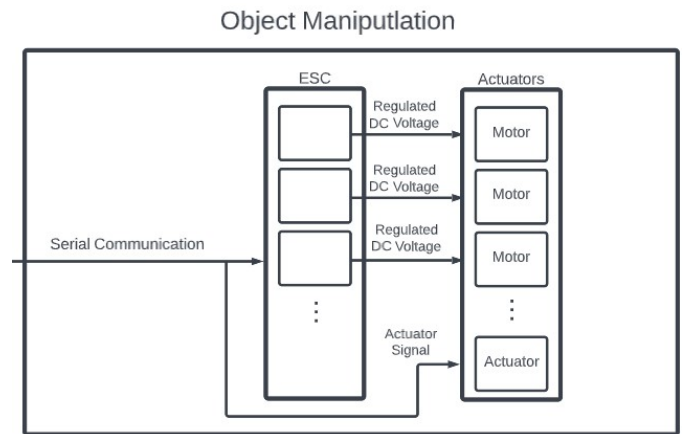 Object Maniputlation
ESC
Actuators
Regulated
DC Voltage
Motor
Regulated
DC Voltage
Motor
Serial Communication
Regulated
DC Voltage
Motor
Actuator
Signal
Actuator